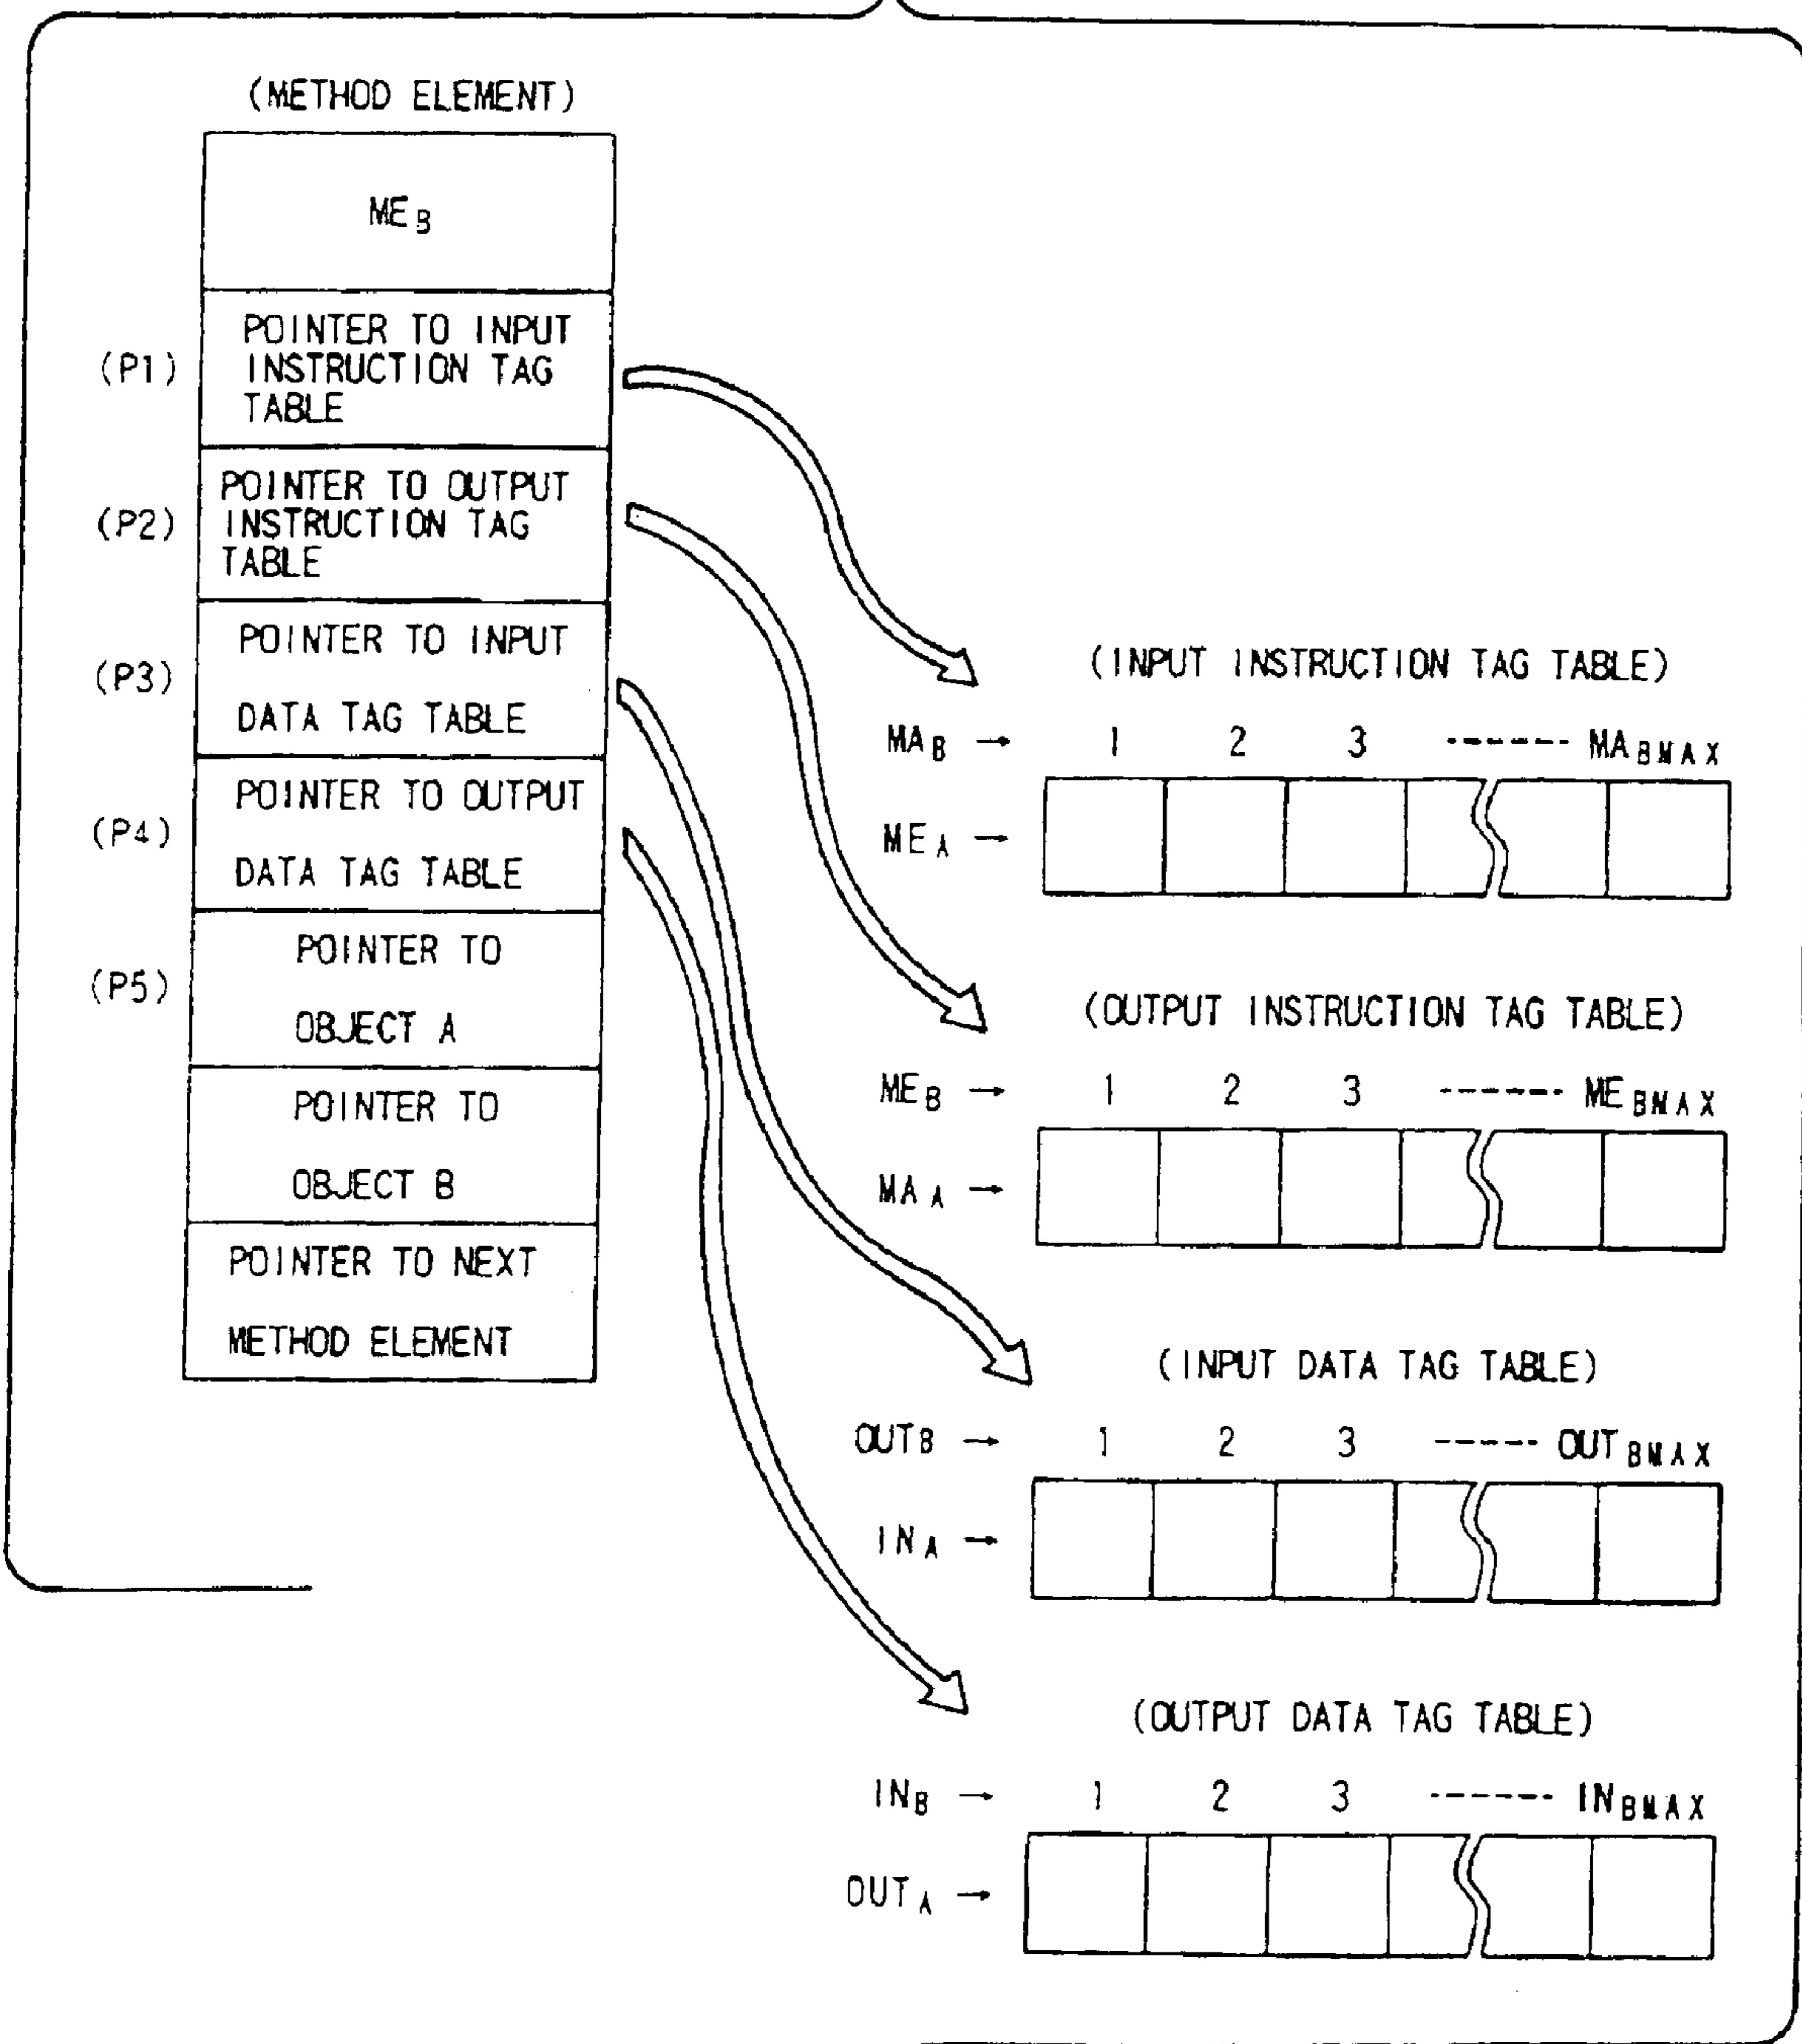 (METHOD ELEMENT)
ME B
(P1)
POINTER TO INPUT
INSTRUCTION TAG
TABLE
(P2)
POINTER TO OUTPUT
INSTRUCTION TAG
TABLE
(P3)
POINTER TO INPUT
DATA TAG TABLE
(P4)
POINTER TO OUTPUT
DATA TAG TABLE
(P5)
POINTER TO
OBJECT A
POINTER TO
OBJECT B
POINTER TO NEXT
METHOD ELEMENT
(INPUT INSTRUCTION TAG TABLE)
MA B → 1 2 3 ------ MA BMAX
ME A →
(OUTPUT INSTRUCTION TAG TABLE)
ME B → 1 2 3 ------ ME BMAX
MA A →
(INPUT DATA TAG TABLE)
OUT B → 1 2 3 ----- OUT BMAX
IN A →
(OUTPUT DATA TAG TABLE)
IN B → 1 2 3 ------ IN BMAX
OUT A →